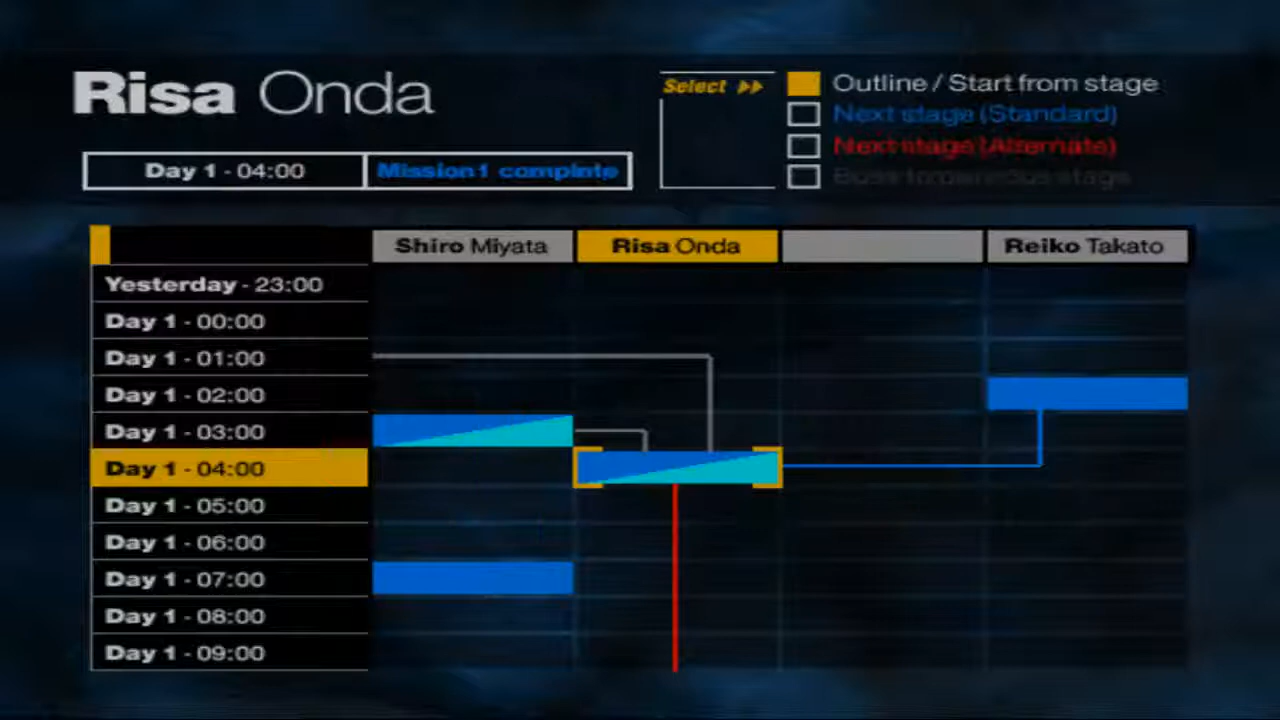 Risa Onda
Select
Outline / Start from stage
Next stage (Standard)
Next stage (Alternate)
stage
Day 1 - 04:00
Mission 1 complete
Shiro Miyata
Risa Onda
Reiko Takato
Yesterday - 23:00
Day 1 - 00:00
Day 1 - 01:00
Day 1 - 02:00
Day 1 - 03:00
Day 1 - 04:00
Day 1 - 05:00
Day 1 - 06:00
Day 1 - 07:00
Day 1 - 08:00
Day 1 - 09:00